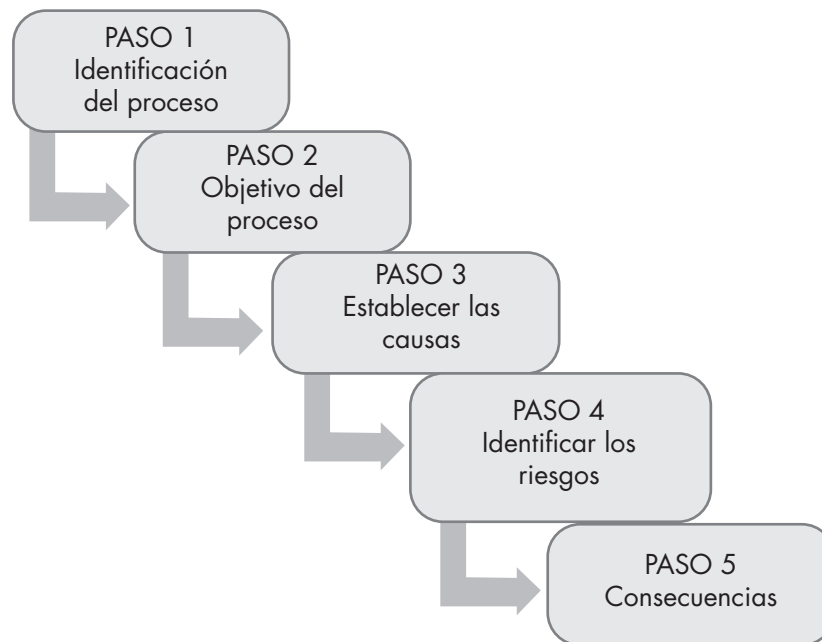 PASO 1
Identificación
del proceso
PASO 2
Objetivo del
proceso
PASO 3
Establecer las
causas
PASO 4
Identificar los
riesgos
PASO 5
Consecuencias